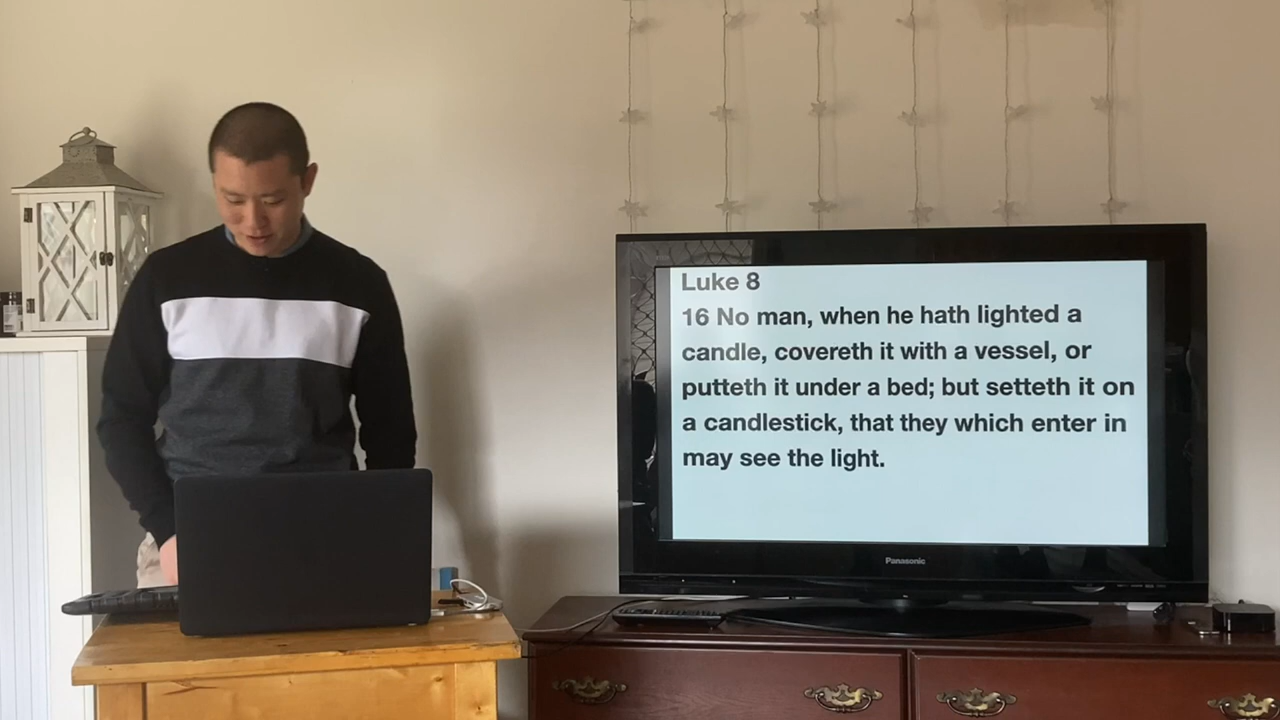 Luke 8
16 No man, when he hath lighted a
candle, covereth it with a vessel, or
putteth it under a bed; but setteth it on
a candlestick, that they which enter in
may see the light.
Panasonic